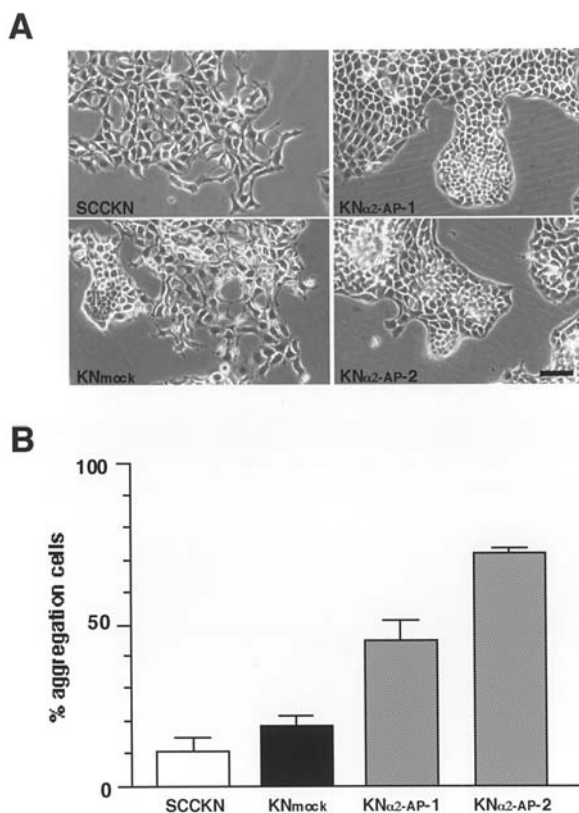 A
SCCKN
KNα2-AP-1
KNmock
KNα2-AP-2
B
% aggregation cells
100
50
0
SCCKN
KNmock
KNα2-AP-1
KNα2-AP-2